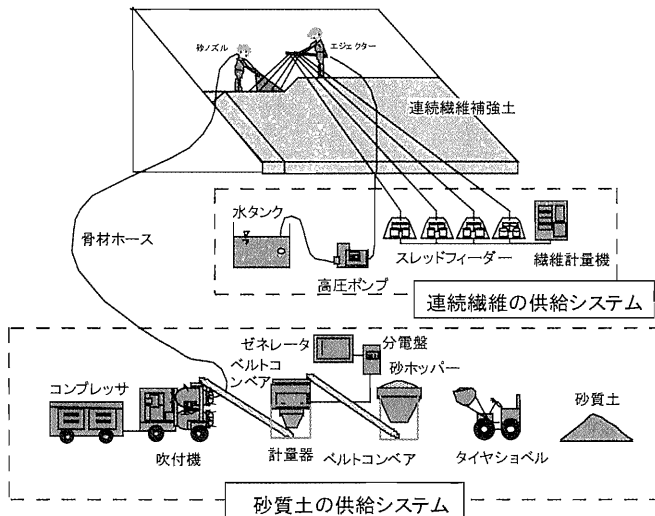 砂ノズル
エジェクター
連続繊維補強土
水タンク
骨材ホース
スレッドフィーダー
繊維計量機
高圧ポンプ
連続繊維の供給システム
ゼネレータ
分電盤
ベルトコ
ンベア
砂ホッパー
コンプレッサ
砂質土
吹付機
計量器
ベルトコンベア
タイヤショベル
砂質土の供給システム